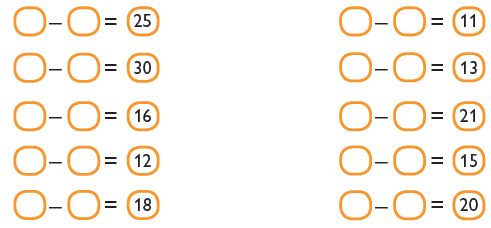 – = 25
– = 30
– = 16
– = 12
– = 18
– = 11
– = 13
– = 21
– = 15
– = 20